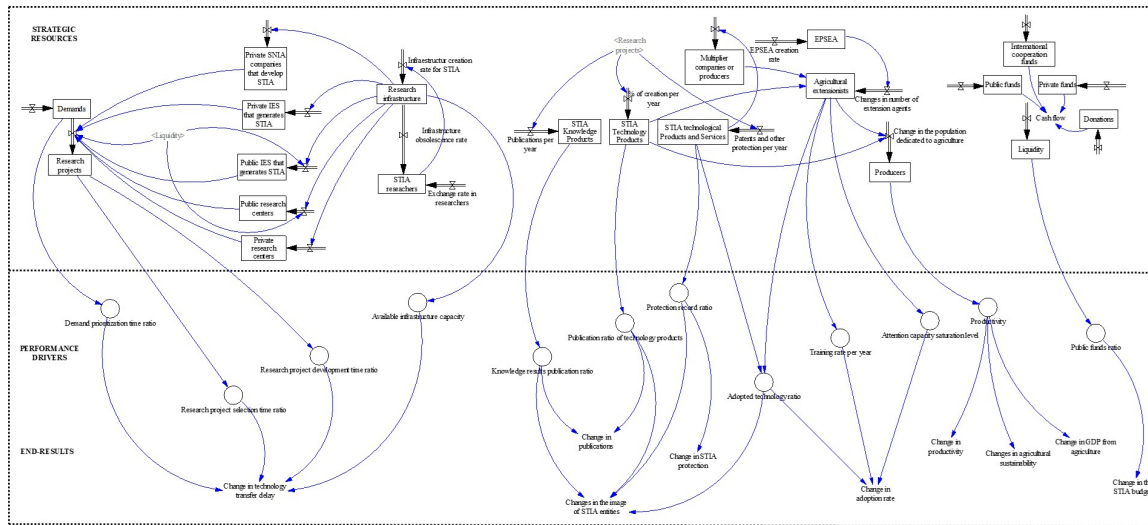 STRATEGIC
RESOURCES
Private SNIA
companies
that develop
STIA
Infraestructur creation
rate for STIA
Research
infrastructure
Demands
Private IES
that generates
STIA
<Liquidity>
Research
projects
Infrastructure
obsolescence rate
Public IES that
generates STIA
STIA
reseachers
Exchange rate in
researchers
Public research
centers
Private
research centers
<Research
projects>
Multiplier
companies or
producers
EPSEA creation
rate
EPSEA
% of creation per
year
Agricultural
extensionists
Changes in number of
extension agents
Publications per
year
STIA
Knowledge
Products
STIA
Technology
Products
STIA technological
Products and Services
Patents and other
protection per year
Change in the population
dedicated to agriculture
Producers
International
cooperation
funds
Public funds
Private funds
Cash flow
Donations
Liquidity
PERFORMANCE
DRIVERS
Demand prioritization time ratio
Available infrastructure capacity
Research project development time ratio
Research project selection time ratio
Protection record ratio
Publication ratio of technology products
Knowledge results publication ratio
Adopted technology ratio
Training rate per year
Attention capacity saturation level
Productivity
Public funds ratio
END-RESULTS
Change in technology
transfer delay
Change in
publications
Change in STIA
protection
Changes in the image
of STIA entities
Change in
adoption rate
Change in
productivity
Changes in agricultural
sustainability
Change in GDP from
agriculture
Change in the
STIA budget